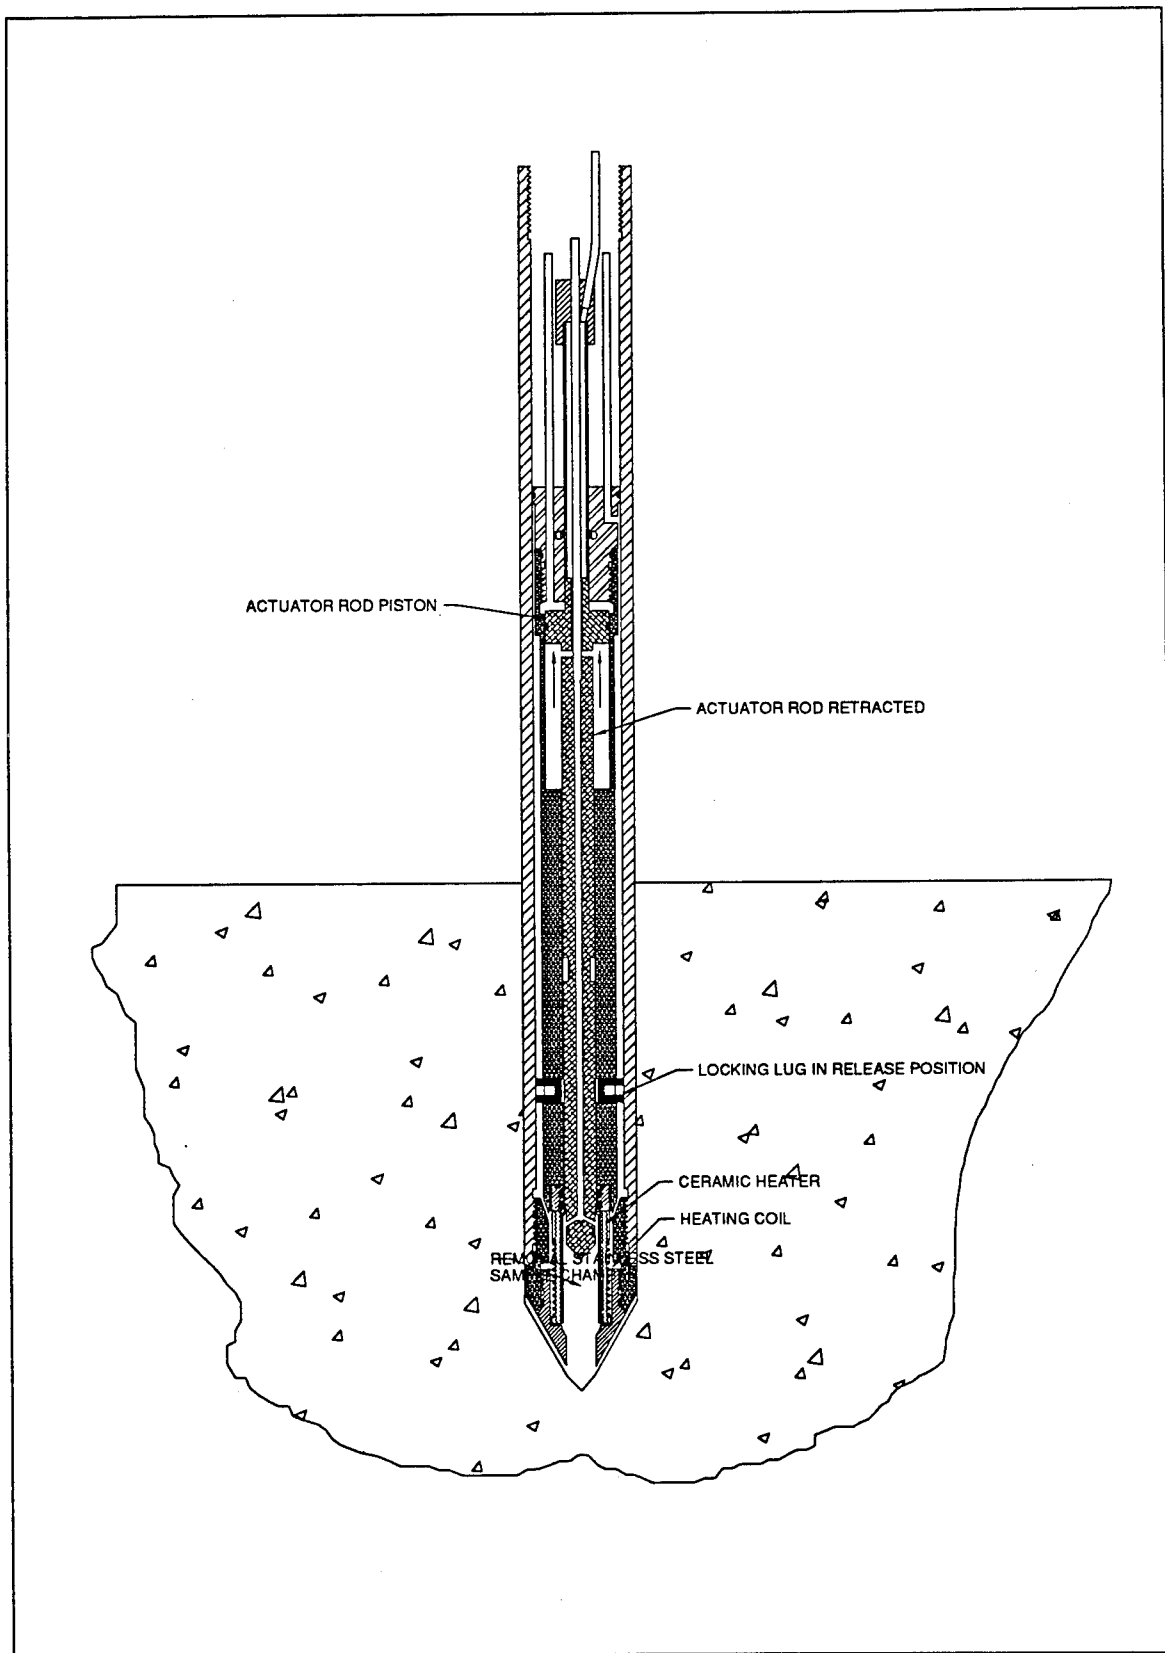 ACTUATOR ROD PISTON
ACTUATOR ROD RETRACTED
LOCKING LUG IN RELEASE POSITION
CERAMIC HEATER
HEATING COIL
STEEL